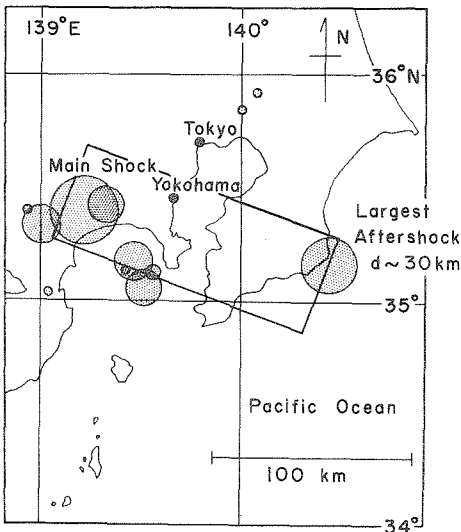 139°E
140°
N
36°N
Tokyo
Main Shock
Yokohama
Largest
Aftershock
d~30km
35°
Pacific Ocean
100 km
34°